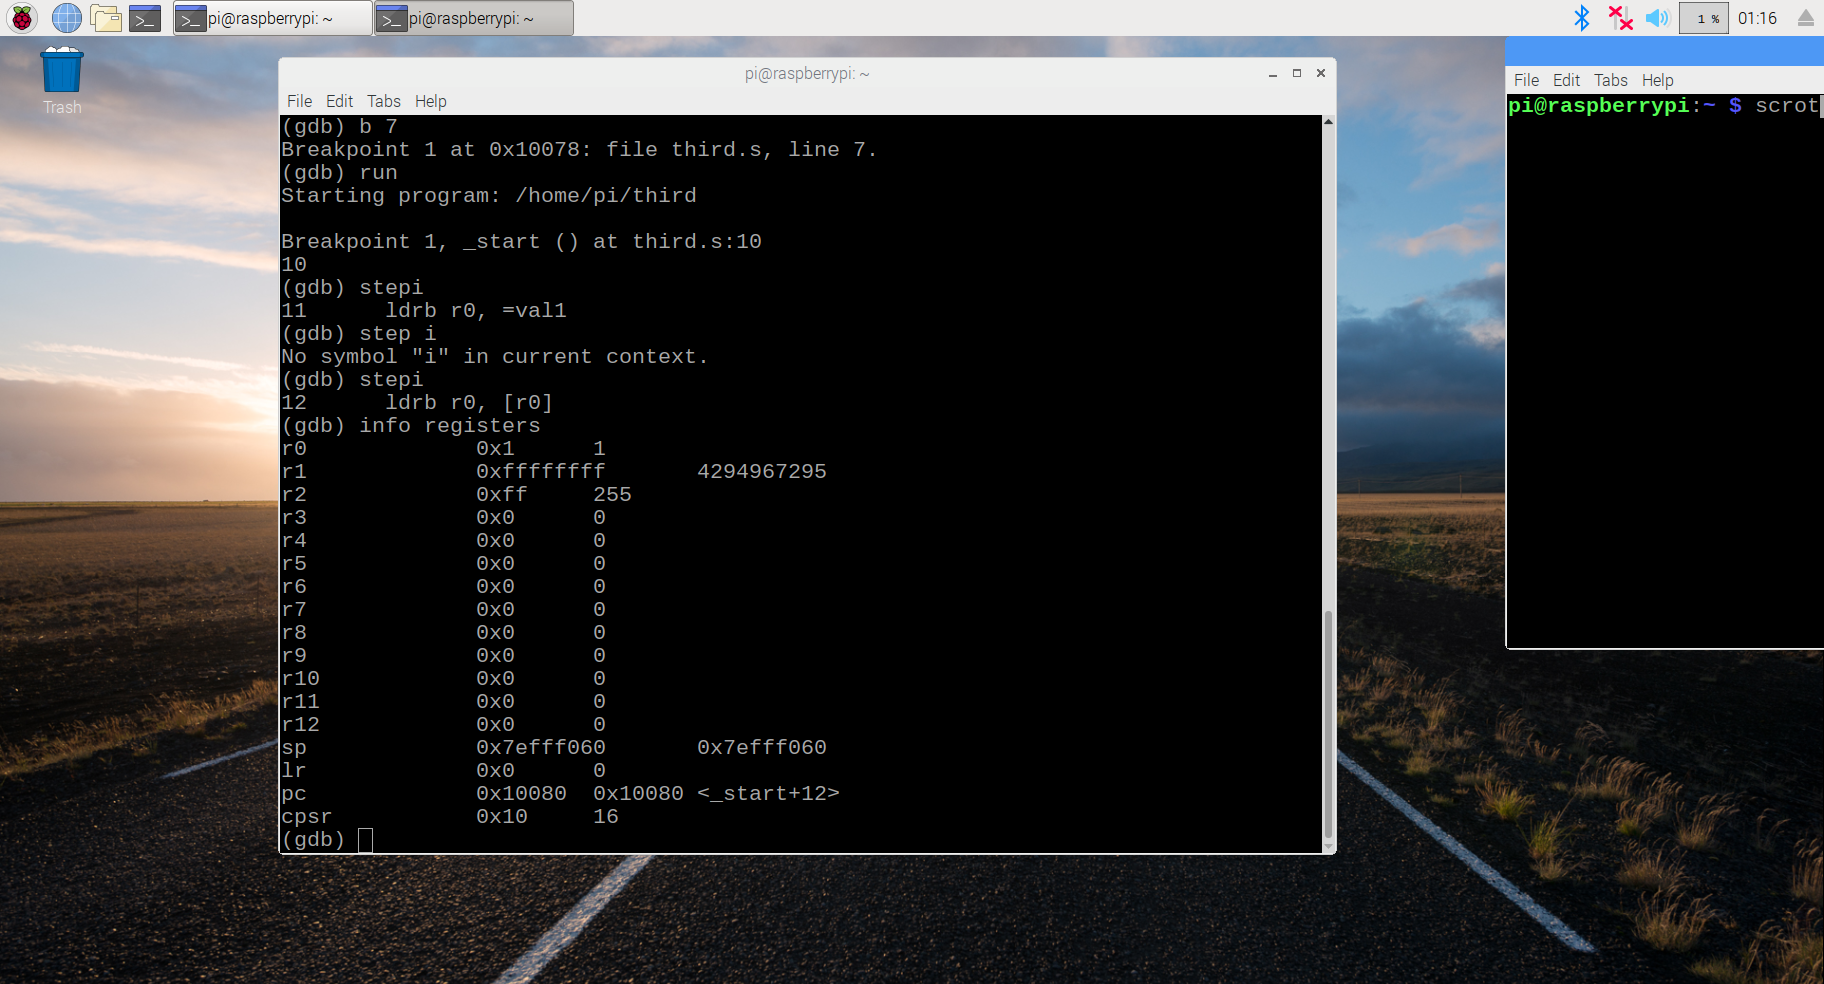 pi@raspberrypi: ~
pi@raspberrypi: ~
1 %
01:16
Trash
pi@raspberrypi: ~
File Edit Tabs Help
(gdb) b 7
Breakpoint 1 at 0x10078: file third.s, line 7.
(gdb) run
Starting program: /home/pi/third
Breakpoint 1, _start () at third.s:10
10
(gdb) stepi
11      ldrb r0, =val1
(gdb) step i
No symbol "i" in current context.
(gdb) stepi
12      ldrb r0, [r0]
(gdb) info registers
r0             0x1      1
r1             0xffffffff       4294967295
r2             0xff     255
r3             0x0      0
r4             0x0      0
r5             0x0      0
r6             0x0      0
r7             0x0      0
r8             0x0      0
r9             0x0      0
r10            0x0      0
r11            0x0      0
r12            0x0      0
sp             0x7efff060       0x7efff060
lr             0x0      0
pc             0x10080  0x10080 <_start+12>
cpsr           0x10     16
(gdb)
File Edit Tabs Help
pi@raspberrypi:~ $ scrot